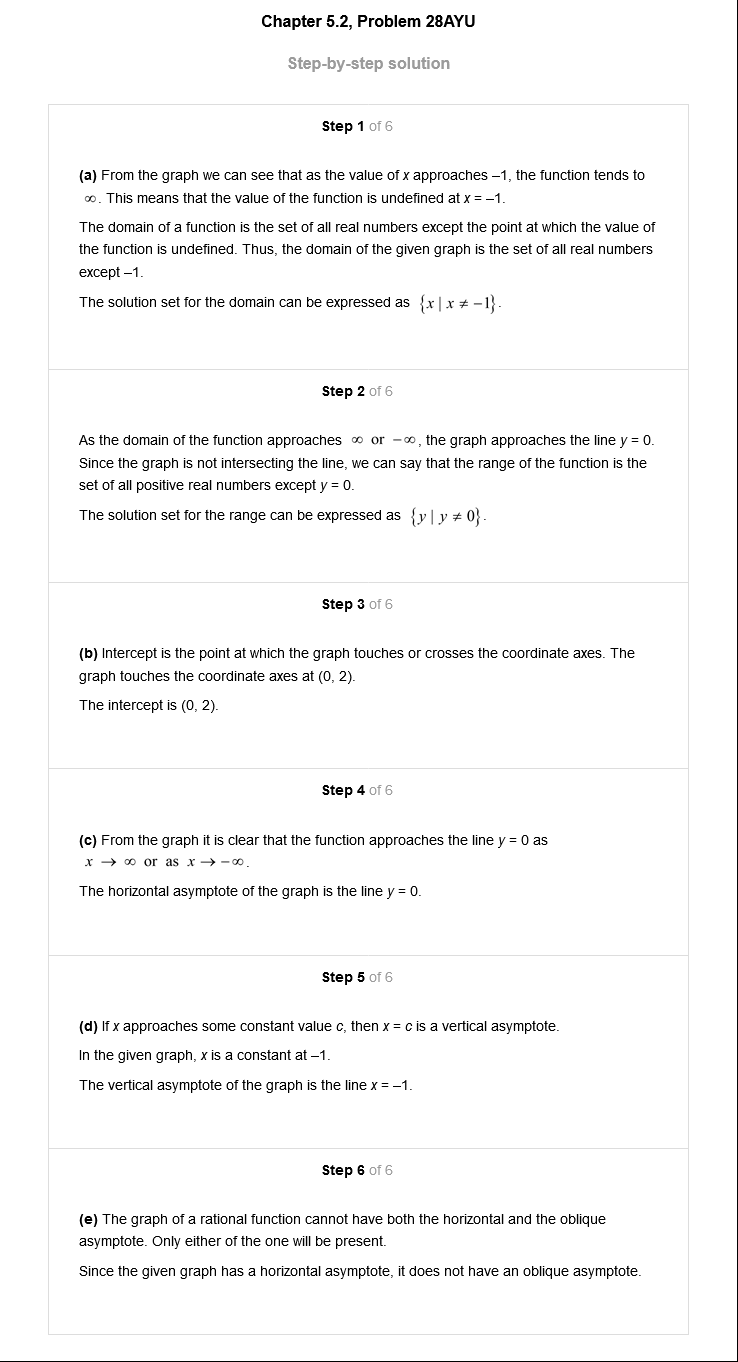 Chapter 5.2, Problem 28AYU
Step-by-step solution
Step 1 of 6
(a) From the graph we can see that as the value of x approaches –1, the function tends to
∞. This means that the value of the function is undefined at x = –1.
The domain of a function is the set of all real numbers except the point at which the value of
the function is undefined. Thus, the domain of the given graph is the set of all real numbers
except –1.
The solution set for the domain can be expressed as {x | x ≠ −1}.
Step 2 of 6
As the domain of the function approaches ∞ or −∞, the graph approaches the line y = 0.
Since the graph is not intersecting the line, we can say that the range of the function is the
set of all positive real numbers except y = 0.
The solution set for the range can be expressed as {y | y ≠ 0}.
Step 3 of 6
(b) Intercept is the point at which the graph touches or crosses the coordinate axes. The
graph touches the coordinate axes at (0, 2).
The intercept is (0, 2).
Step 4 of 6
(c) From the graph it is clear that the function approaches the line y = 0 as
x → ∞ or as x → −∞.
The horizontal asymptote of the graph is the line y = 0.
Step 5 of 6
(d) If x approaches some constant value c, then x = c is a vertical asymptote.
In the given graph, x is a constant at –1.
The vertical asymptote of the graph is the line x = –1.
Step 6 of 6
(e) The graph of a rational function cannot have both the horizontal and the oblique
asymptote. Only either of the one will be present.
Since the given graph has a horizontal asymptote, it does not have an oblique asymptote.